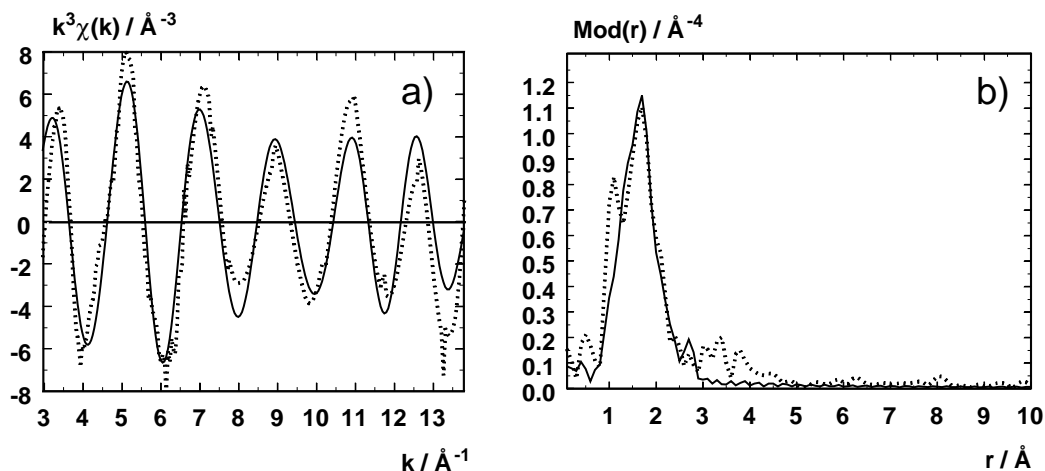 k³χ(k) / Å⁻³
a)
8
6
4
2
0
-2
-4
-6
-8
3 4 5 6 7 8 9 10 11 12 13
k / Å⁻¹
Mod(r) / Å⁻⁴
b)
1.2
1.1
1.0
0.9
0.8
0.7
0.6
0.5
0.4
0.3
0.2
0.1
0.0
1 2 3 4 5 6 7 8 9 10
r / Å